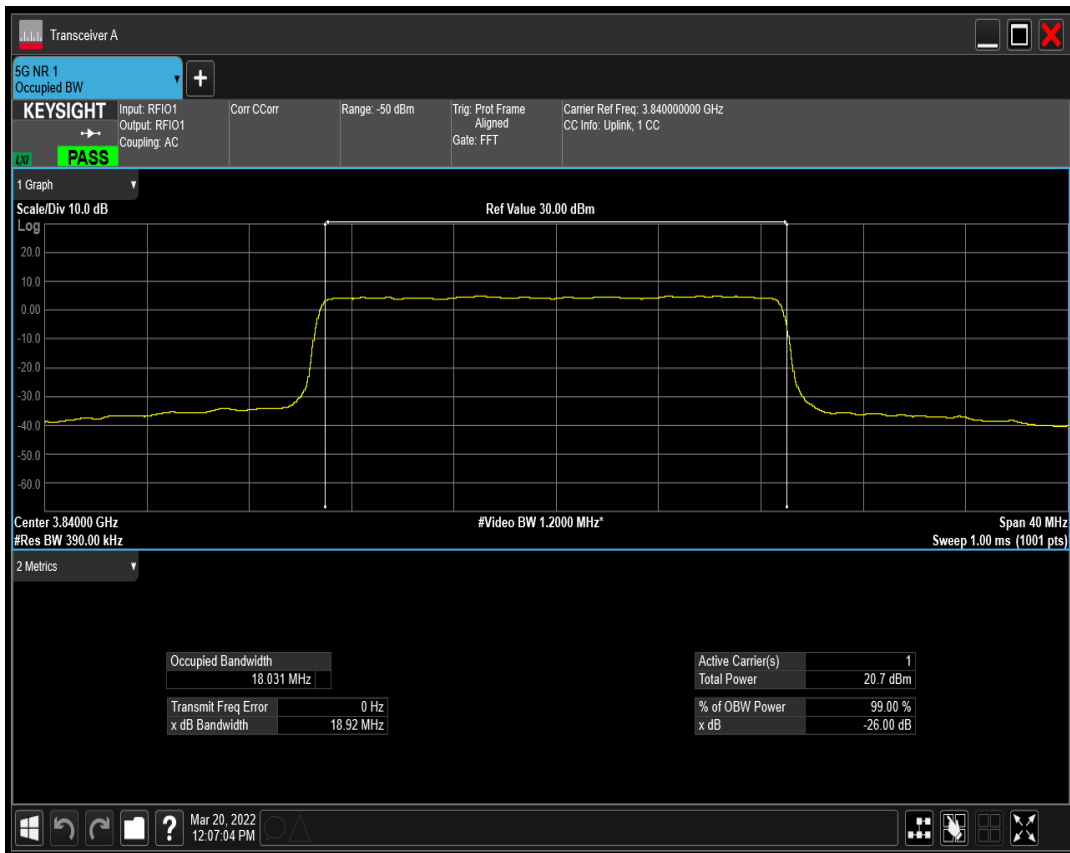 Transceiver A
5G NR 1
Occupied BW
+
KEYSIGHT
LXI
PASS
Input: RFIO1
Output: RFIO1
Coupling: AC
Corr CCorr
Range: -50 dBm
Trig: Prot Frame
Aligned
Gate: FFT
Carrier Ref Freq: 3.840000000 GHz
CC Info: Uplink, 1 CC
1 Graph
Scale/Div 10.0 dB
Ref Value 30.00 dBm
Log
20.0
10.0
0.00
-10.0
-20.0
-30.0
-40.0
-50.0
-60.0
Center 3.84000 GHz
#Video BW 1.2000 MHz*
Span 40 MHz
#Res BW 390.00 kHz
Sweep 1.00 ms (1001 pts)
2 Metrics
Occupied Bandwidth
18.031 MHz
Transmit Freq Error 0 Hz
x dB Bandwidth 18.92 MHz
Active Carrier(s) 1
Total Power 20.7 dBm
% of OBW Power 99.00 %
x dB -26.00 dB
?
Mar 20, 2022
12:07:04 PM